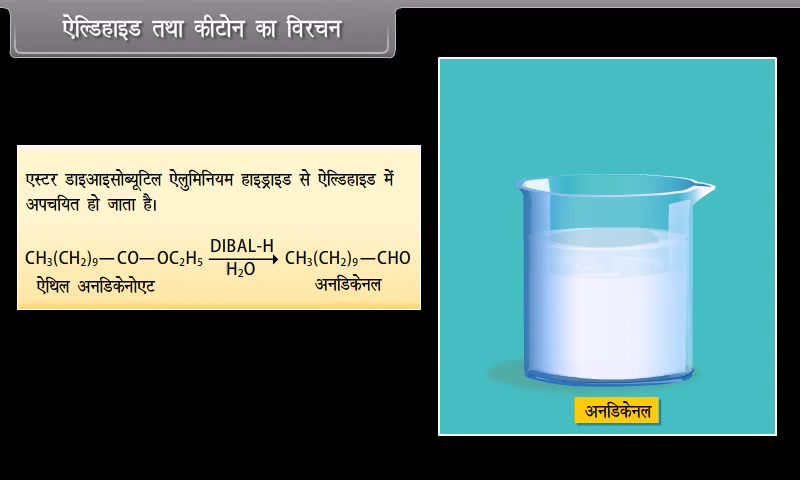 ऐल्डिहाइड तथा कीटोन का विरचन
एस्टर डाइआइसोब्यूटिल ऐलुमिनियम हाइड्राइड से ऐल्डिहाइड में
अपचयित हो जाता है।
CH₃(CH₂)₉—CO—OC₂H₅ DIBAL-H / H₂O → CH₃(CH₂)₉—CHO
ऐथिल अनडिकेनोएट अनडिकेनल
अनडिकेनल